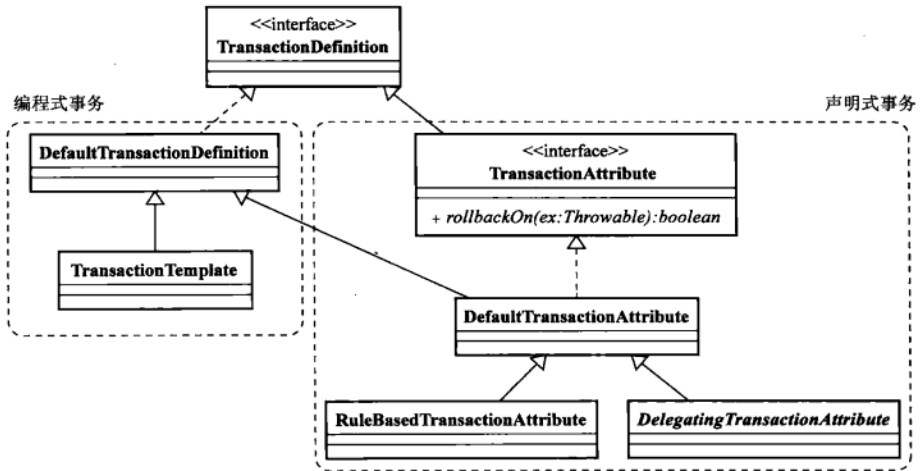 <<interface>>
TransactionDefinition
编程式事务
声明式事务
DefaultTransactionDefinition
<<interface>>
TransactionAttribute
+ rollbackOn(ex:Throwable):boolean
TransactionTemplate
DefaultTransactionAttribute
RuleBasedTransactionAttribute
DelegatingTransactionAttribute